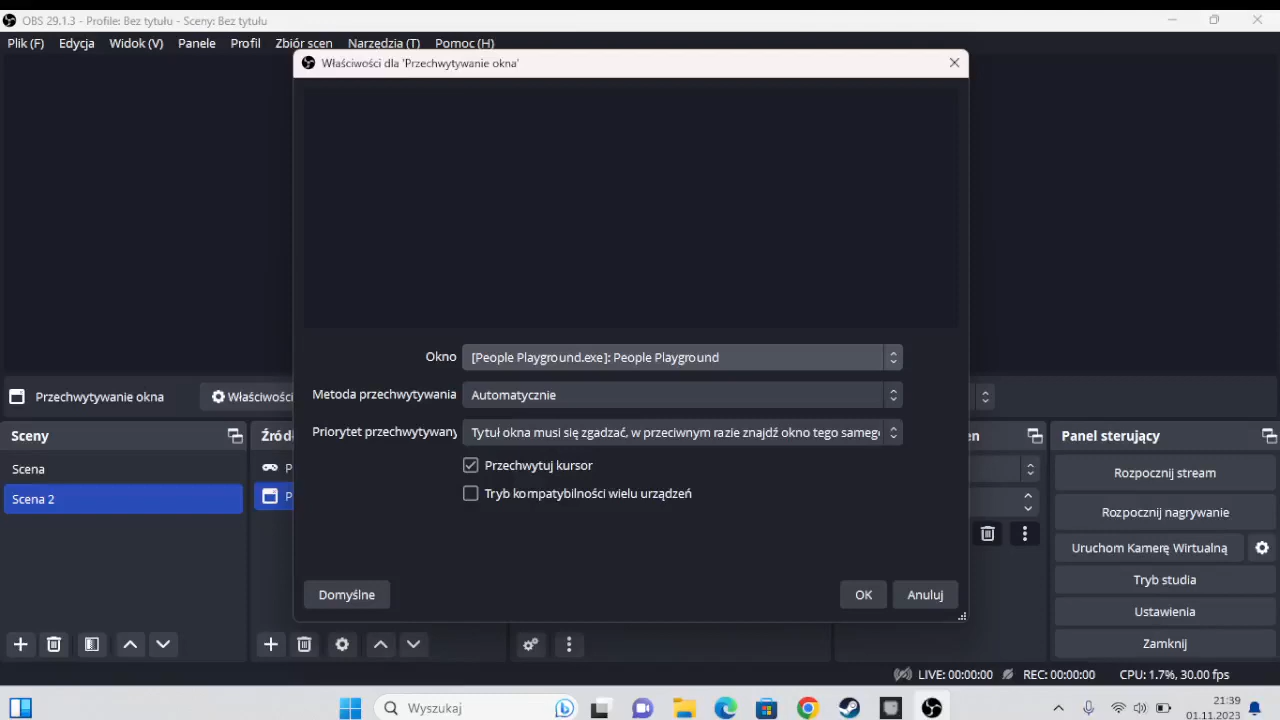 OBS 29.1.3 - Profile: Bez tytułu - Sceny: Bez tytułu
Plik (F) Edycja Widok (V) Panele Profil Zbiór scen Narzędzia (T) Pomoc (H)
Właściwości dla 'Przechwytywanie okna'
Okno [People Playground.exe]: People Playground
Metoda przechwytywania Automatycznie
Priorytet przechwytywany Tytuł okna musi się zgadzać, w przeciwnym razie znajdź okno tego samego
Przechwytuj kursor
Tryb kompatybilności wielu urządzeń
Domyślne OK Anuluj
Przechwytywanie okna Właściwości
Sceny
Scena
Scena 2
Źród
P
P
en
Panel sterujący
Rozpocznij stream
Rozpocznij nagrywanie
Uruchom Kamerę Wirtualną
Tryb studia
Ustawienia
Zamknij
LIVE: 00:00:00 REC: 00:00:00 CPU: 1.7%, 30.00 fps
Wyszukaj
21:39
01.11.2023